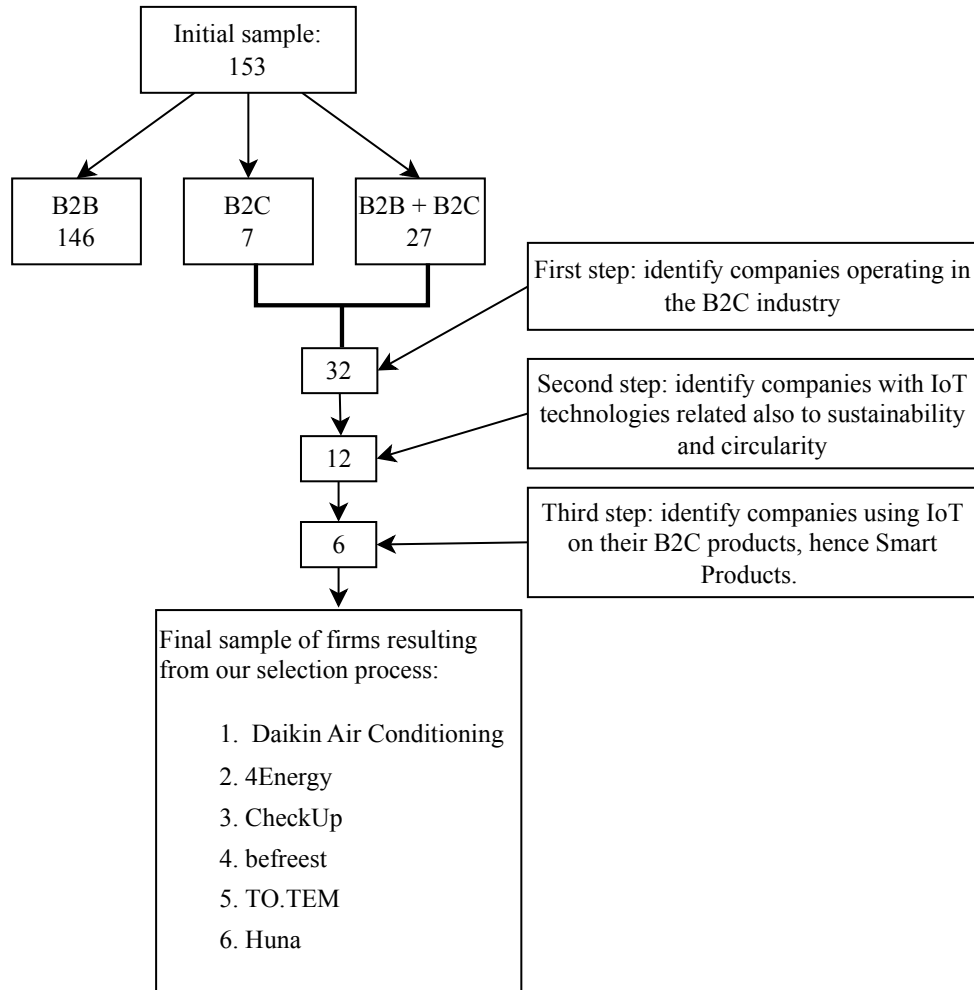 Initial sample:
153
B2B
146
B2C
7
B2B + B2C
27
First step: identify companies operating in
the B2C industry
32
Second step: identify companies with IoT
technologies related also to sustainability
and circularity
12
Third step: identify companies using IoT
on their B2C products, hence Smart
Products.
6
Final sample of firms resulting
from our selection process:
1. Daikin Air Conditioning
2. 4Energy
3. CheckUp
4. befreest
5. TO.TEM
6. Huna